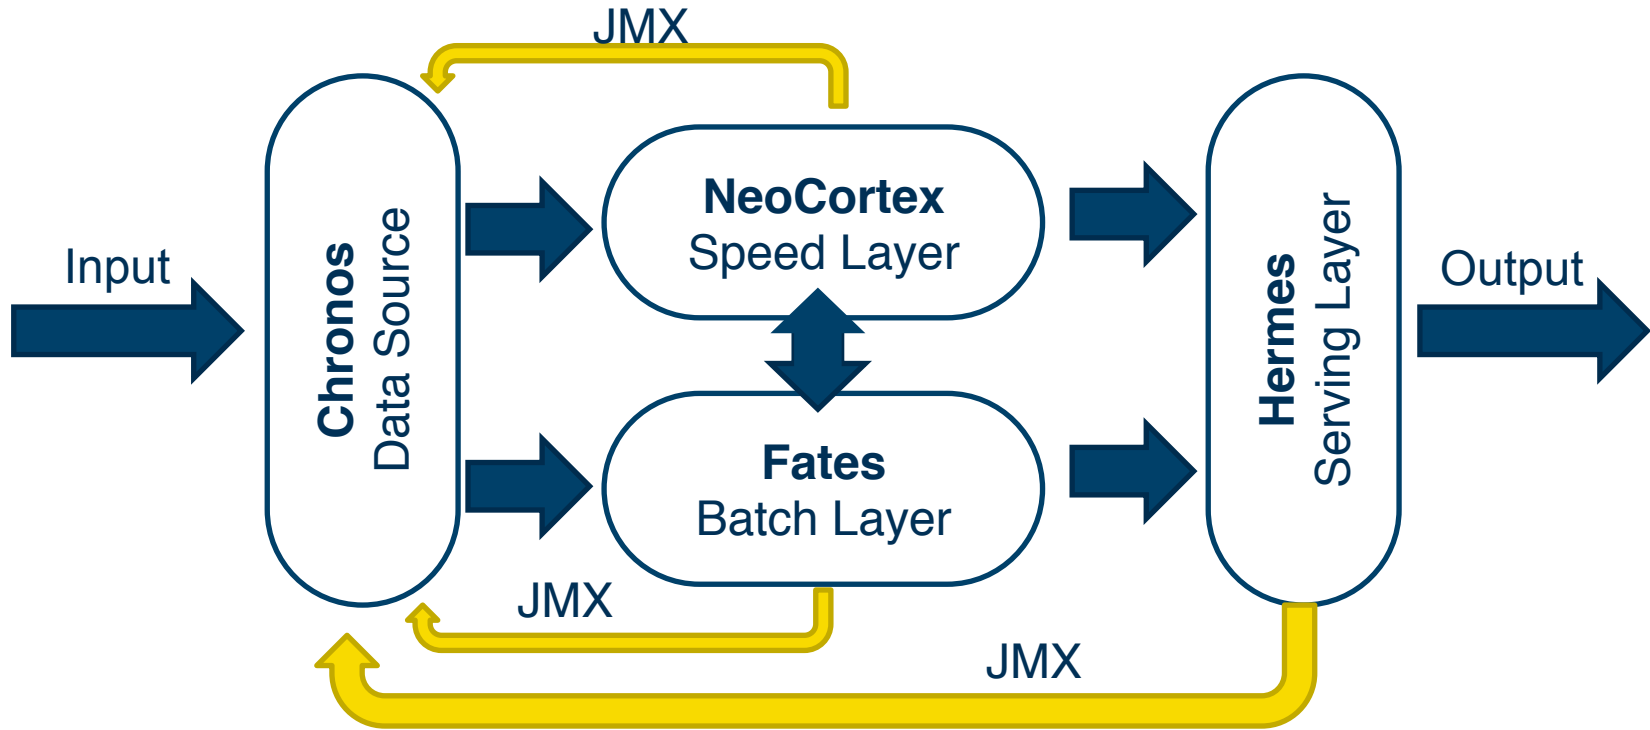 JMX
Input
Chronos
Data Source
NeoCortex
Speed Layer
Fates
Batch Layer
Hermes
Serving Layer
Output
JMX
JMX